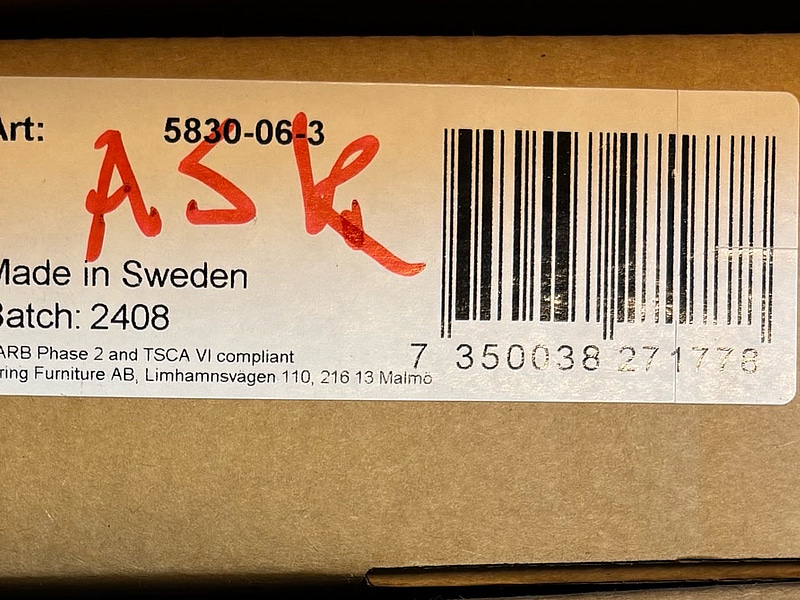 Art: 5830-06-3
ASK
Made in Sweden
Batch: 2408
ARB Phase 2 and TSCA VI compliant
ring Furniture AB, Limhamnsvägen 110, 216 13 Malmö
7 350038 271778